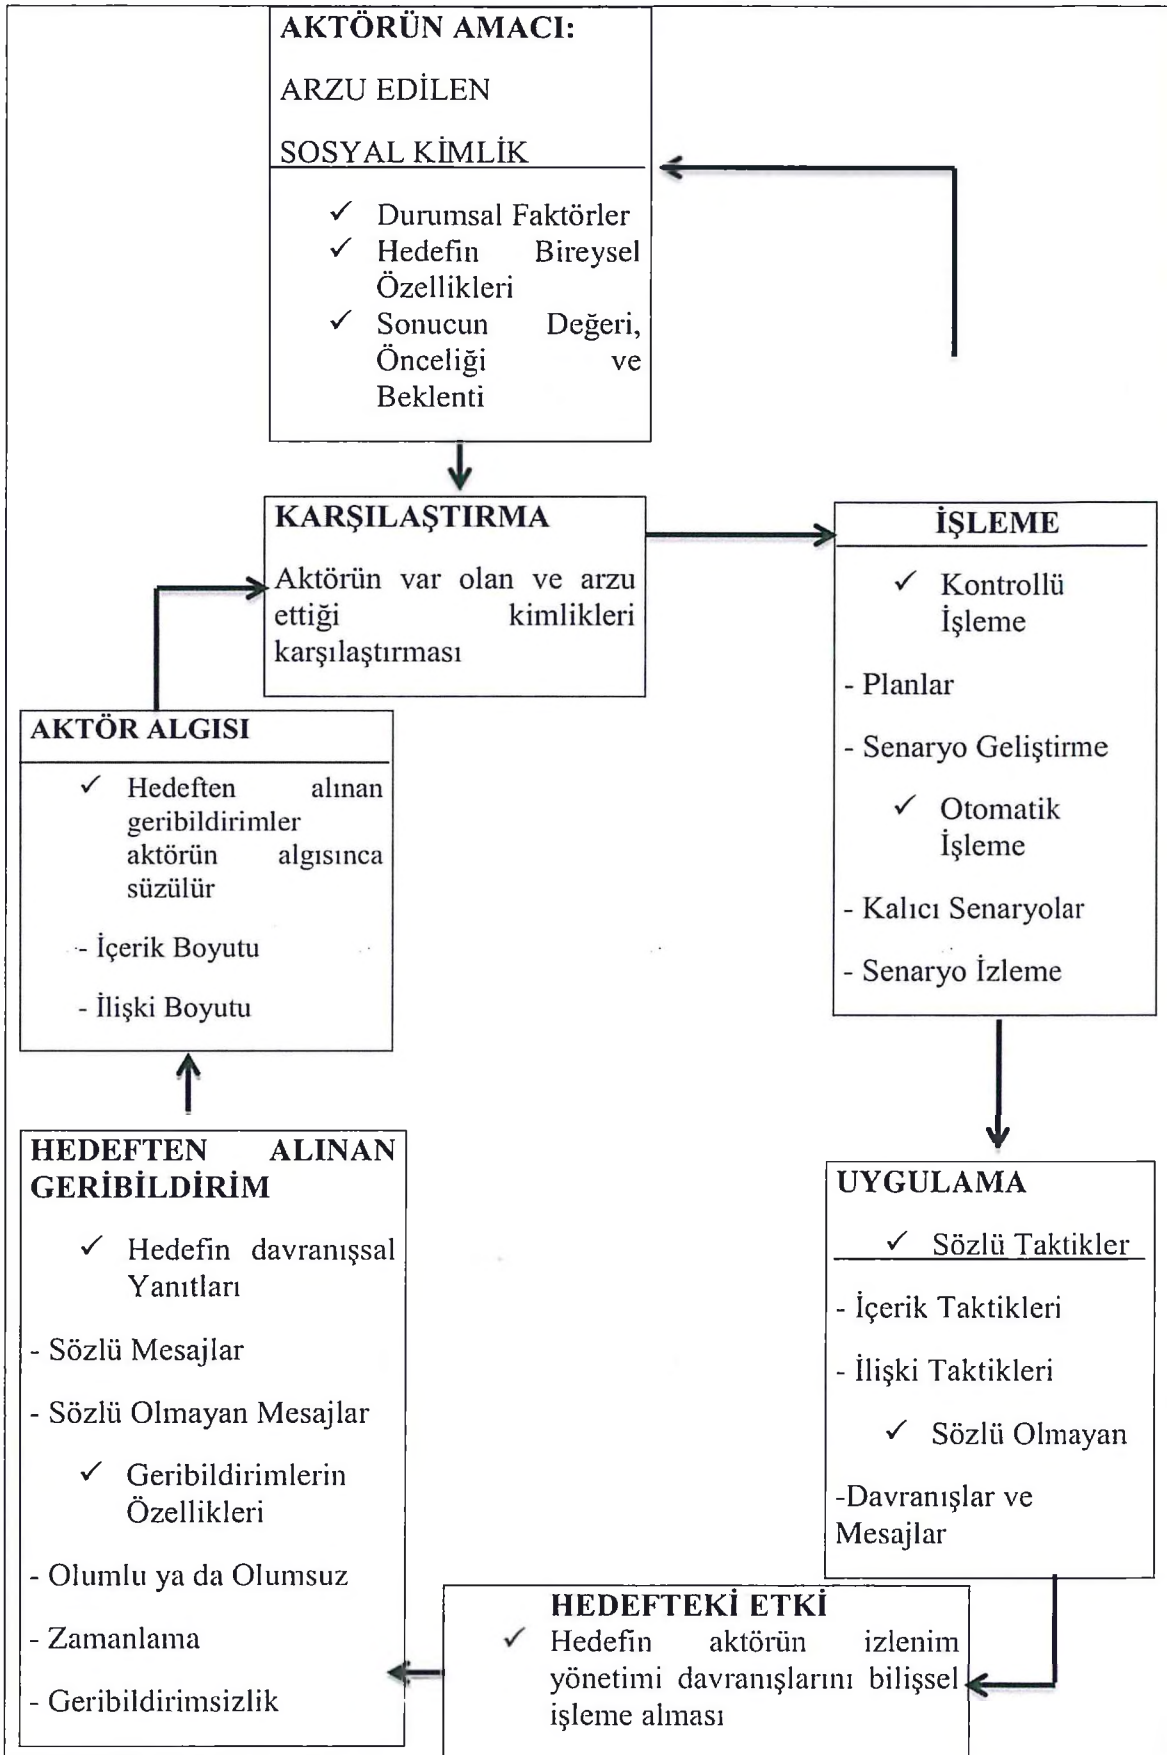 AKTÖRÜN AMACI:
ARZU EDİLEN
SOSYAL KİMLİK
✓ Durumsal Faktörler
✓ Hedefin Bireysel
Özellikleri
✓ Sonucun Değeri,
Önceliği ve
Beklenti
KARŞILAŞTIRMA
Aktörün var olan ve arzu
ettiği kimlikleri
karşılaştırması
İŞLEME
✓ Kontrollü
İşleme
- Planlar
- Senaryo Geliştirme
✓ Otomatik
İşleme
- Kalıcı Senaryolar
- Senaryo İzleme
AKTÖR ALGISI
✓ Hedeften alınan
geribildirimler
aktörün algısınca
süzülür
- İçerik Boyutu
- İlişki Boyutu
HEDEFTEN ALINAN
GERİBİLDİRİM
✓ Hedefin davranışsal
Yanıtları
- Sözlü Mesajlar
- Sözlü Olmayan Mesajlar
✓ Geribildirimlerin
Özellikleri
- Olumlu ya da Olumsuz
- Zamanlama
- Geribildirimsizlik
UYGULAMA
✓ Sözlü Taktikler
- İçerik Taktikleri
- İlişki Taktikleri
✓ Sözlü Olmayan
-Davranışlar ve
Mesajlar
HEDEFTEKİ ETKİ
✓ Hedefin aktörün izlenim
yönetimi davranışlarını bilişsel
işleme alması